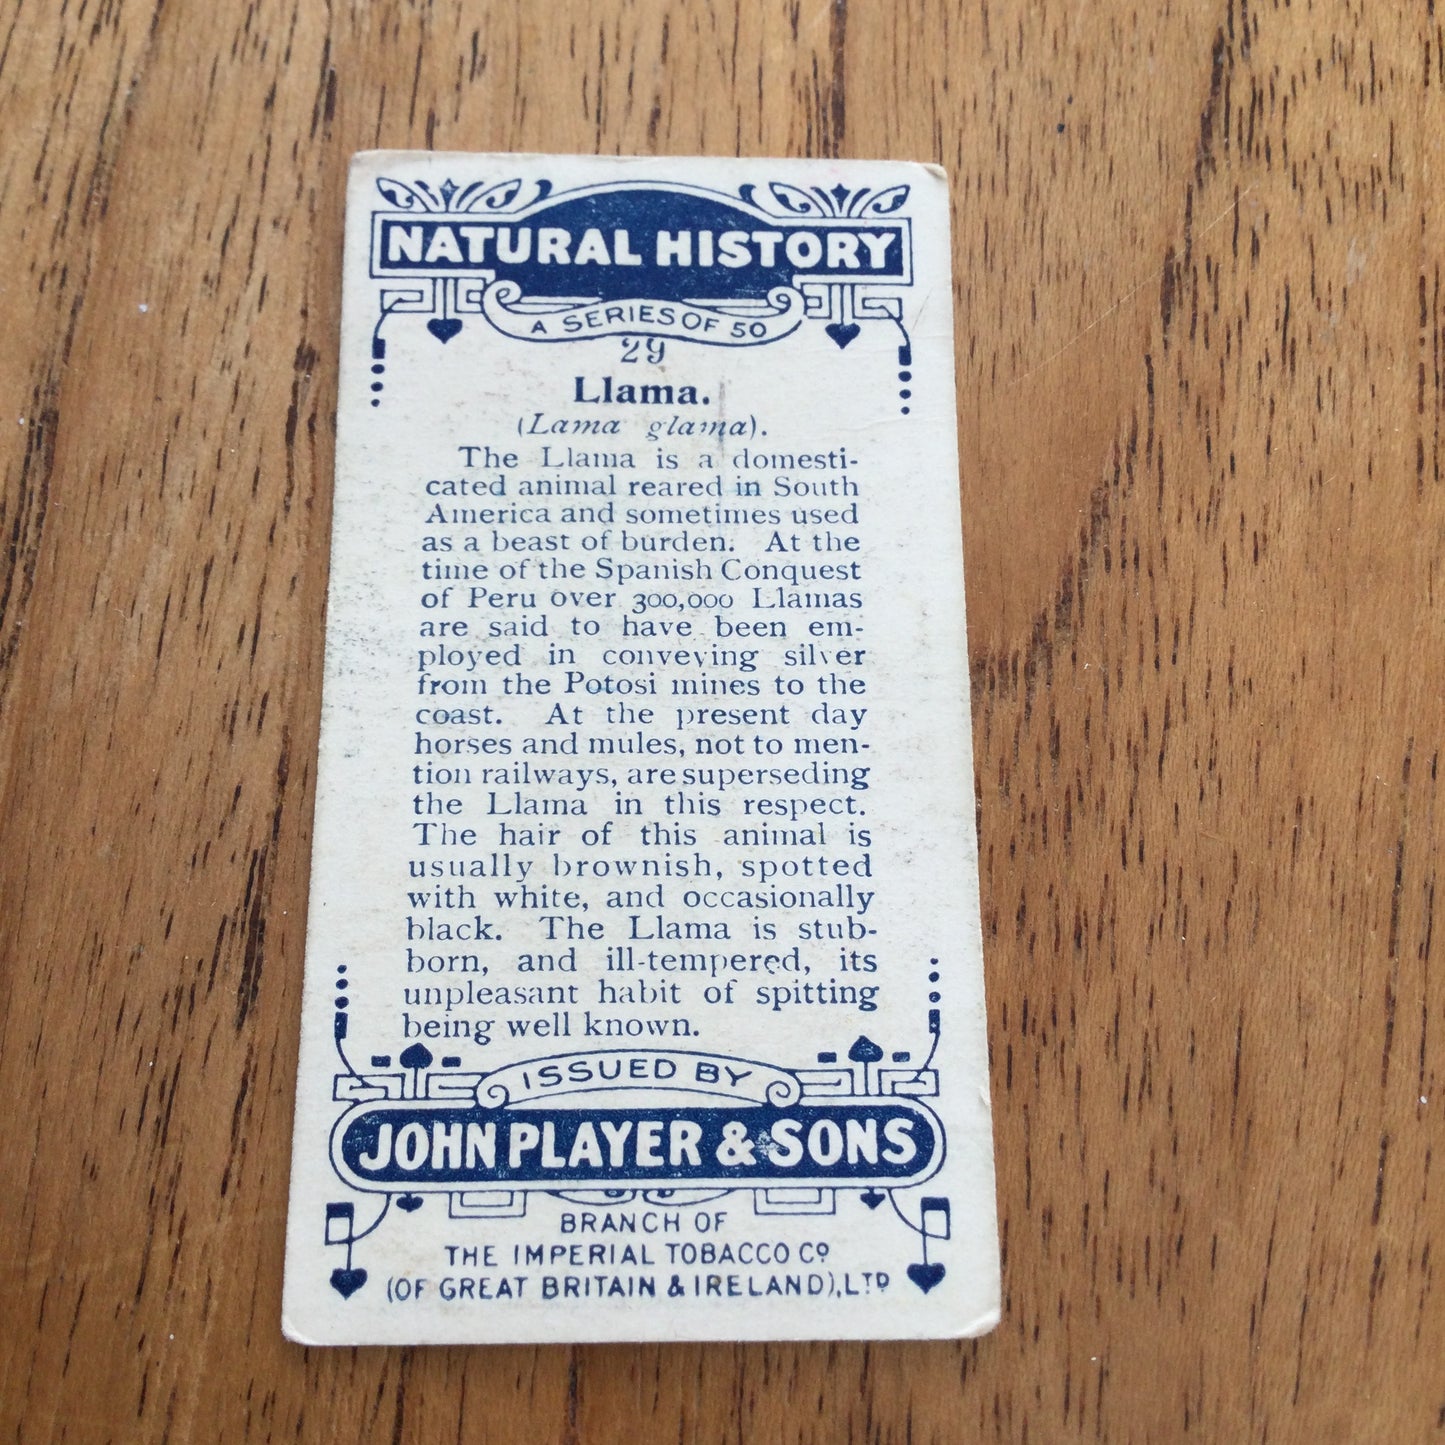 NATURAL HISTORY
A SERIES OF 50
29
Llama.
(Lama glama).
The Llama is a domesti-
cated animal reared in South
America and sometimes used
as a beast of burden. At the
time of the Spanish Conquest
of Peru over 300,000 Llamas
are said to have been em-
ployed in conveying silver
from the Potosi mines to the
coast. At the present day
horses and mules, not to men-
tion railways, are superseding
the Llama in this respect.
The hair of this animal is
usually brownish, spotted
with white, and occasionally
black. The Llama is stub-
born, and ill-tempered, its
unpleasant habit of spitting
being well known.
ISSUED BY
JOHN PLAYER & SONS
BRANCH OF
THE IMPERIAL TOBACCO Co.
(OF GREAT BRITAIN & IRELAND), LTD